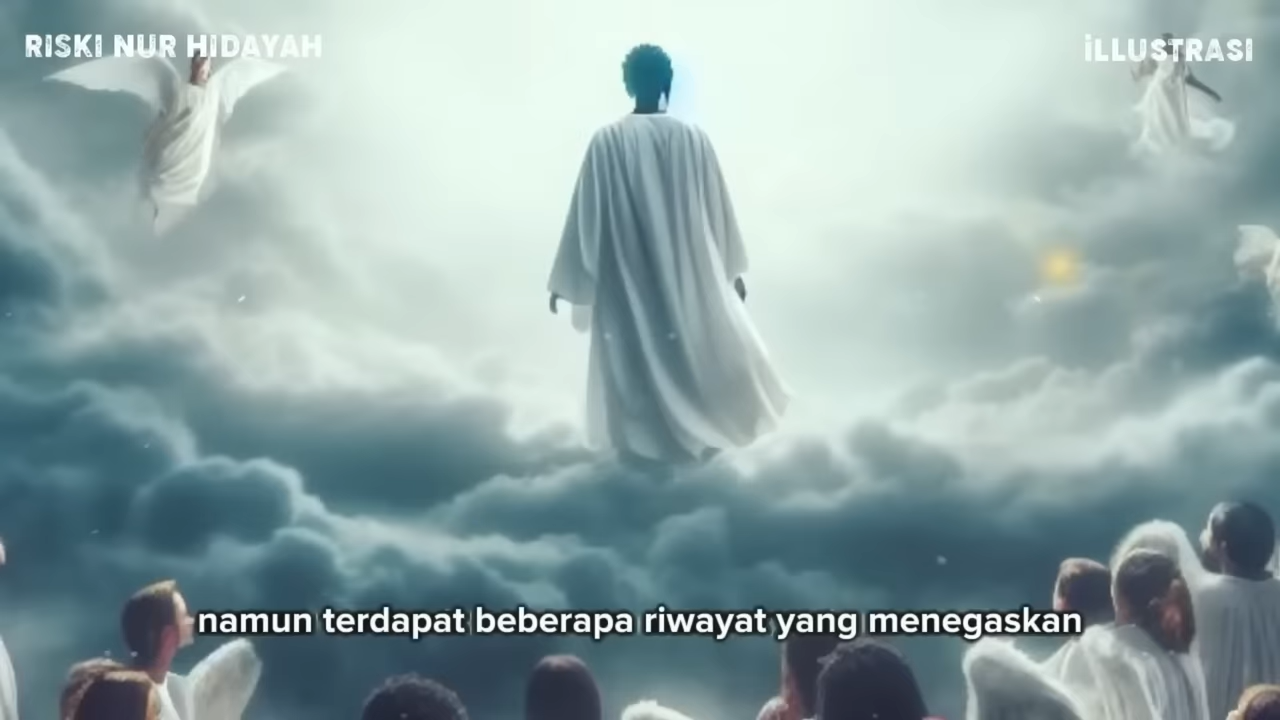 RISKI NUR HIDAYAH
İLLUSTRASI
namun terdapat beberapa riwayat yang menegaskan